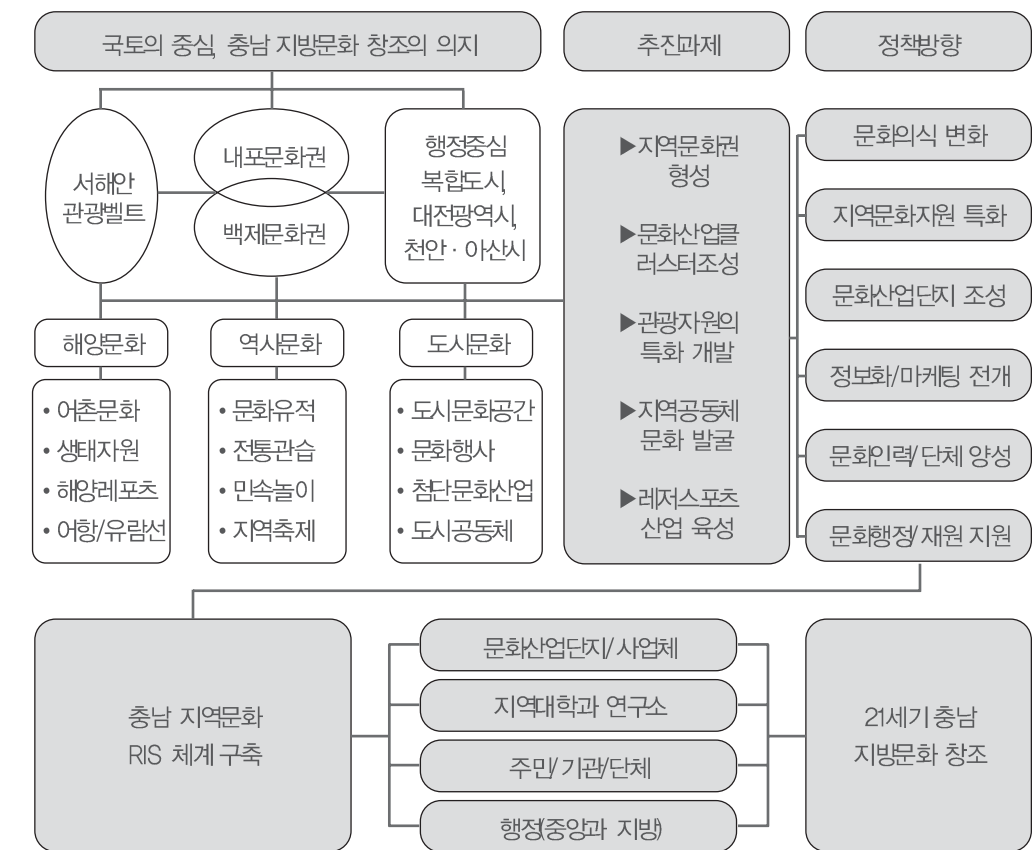 국토의 중심, 충남 지방문화 창조의 의지
추진과제
정책방향
서해안
관광벨트
내포문화권
백제문화권
행정중심
복합도시,
대전광역시,
천안 · 아산시
해양문화
역사문화
도시문화
• 어촌문화
• 생태자원
• 해양레포츠
• 어항/유람선
• 문화유적
• 전통관습
• 민속놀이
• 지역축제
• 도시문화공간
• 문화행사
• 첨단문화산업
• 도시공동체
▶지역문화권
형성
▶문화산업클
러스터조성
▶관광자원의
특화 개발
▶지역공동체
문화 발굴
▶레저스포츠
산업 육성
문화의식 변화
지역문화자원 특화
문화산업단지 조성
정보화/마케팅 전개
문화인력/단체 양성
문화행정/재원 지원
충남 지역문화
RIS 체계 구축
문화산업단지/사업체
지역대학과 연구소
주민/기관/단체
행정(중앙과 지방)
21세기 충남
지방문화 창조